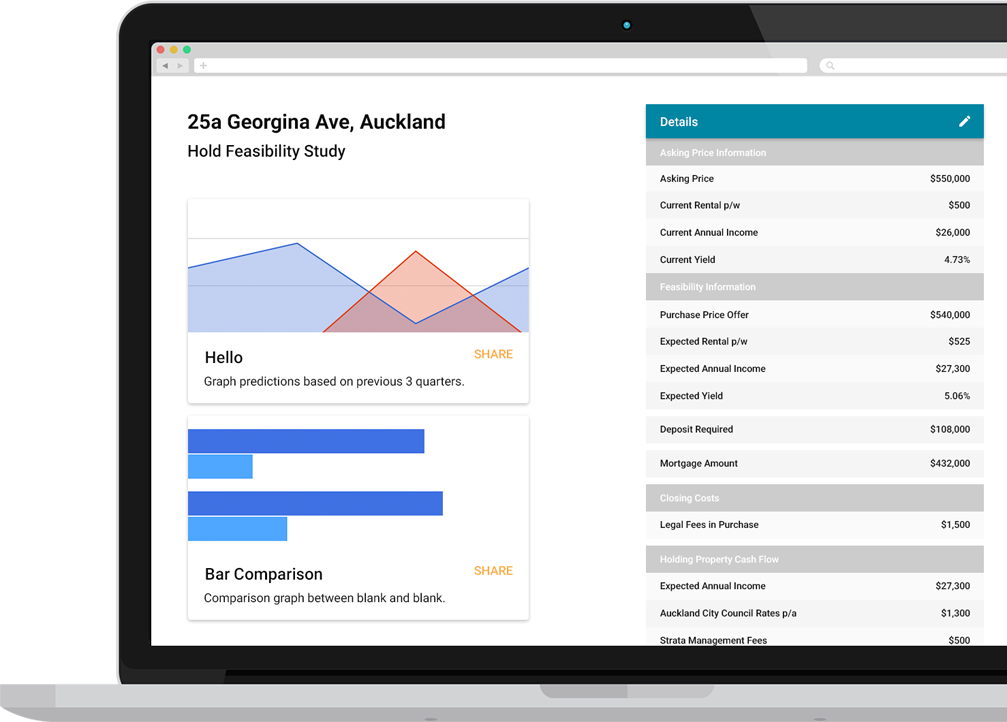 25a Georgina Ave, Auckland
Hold Feasibility Study
Hello
SHARE
Graph predictions based on previous 3 quarters.
Bar Comparison
SHARE
Comparison graph between blank and blank.
Details
Asking Price Information
Asking Price $550,000
Current Rental p/w $500
Current Annual Income $26,000
Current Yield 4.73%
Feasibility Information
Purchase Price Offer $540,000
Expected Rental p/w $525
Expected Annual Income $27,300
Expected Yield 5.06%
Deposit Required $108,000
Mortgage Amount $432,000
Closing Costs
Legal Fees in Purchase $1,500
Holding Property Cash Flow
Expected Annual Income $27,300
Auckland City Council Rates p/a $1,300
Strata Management Fees $500